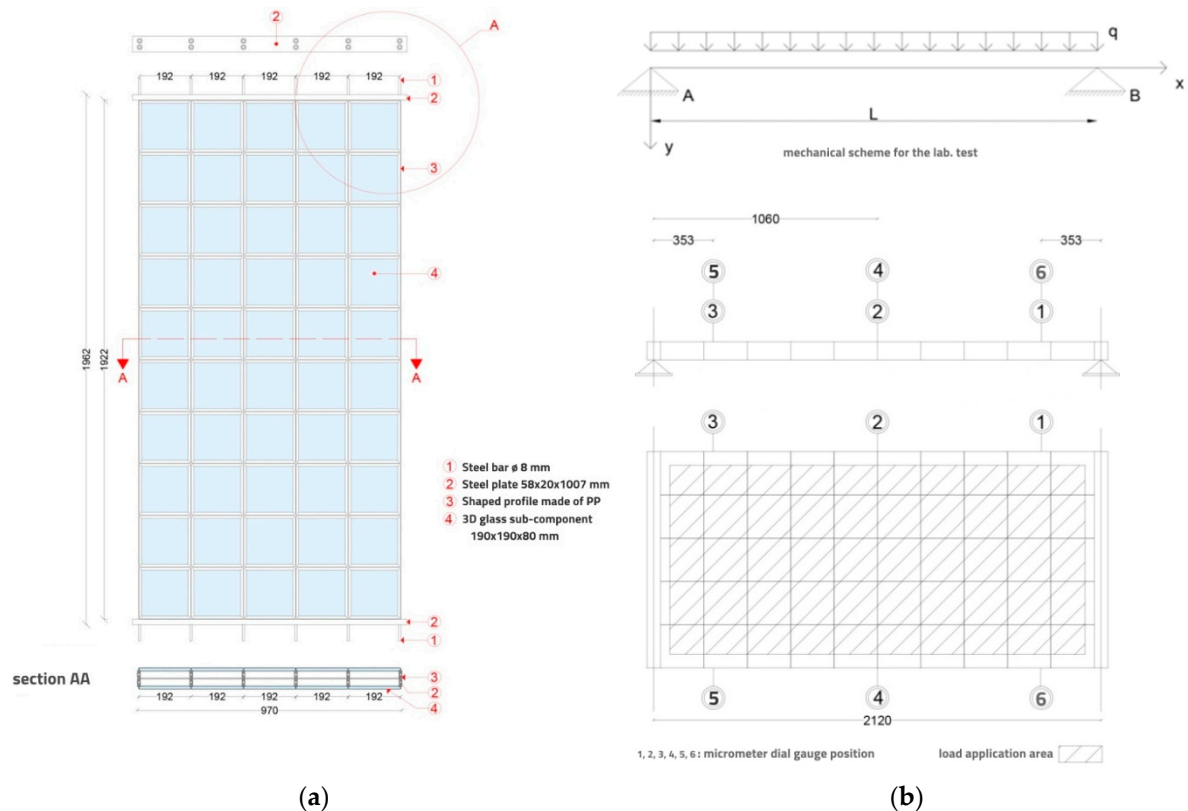 2
A
192 192 192 192 192
1
2
3
4
1962
1922
A A
1 Steel bar ø 8 mm
2 Steel plate 58x20x1007 mm
3 Shaped profile made of PP
4 3D glass sub-component
190x190x80 mm
2
1
section AA
3
2
192 192 192 192 192
4
970
(a)
q
A B
x
L
y
mechanical scheme for the lab. test
1060
353 353
5 4 6
3 2 1
3 2 1
5 4 6
2120
1, 2, 3, 4, 5, 6 : micrometer dial gauge position load application area
(b)